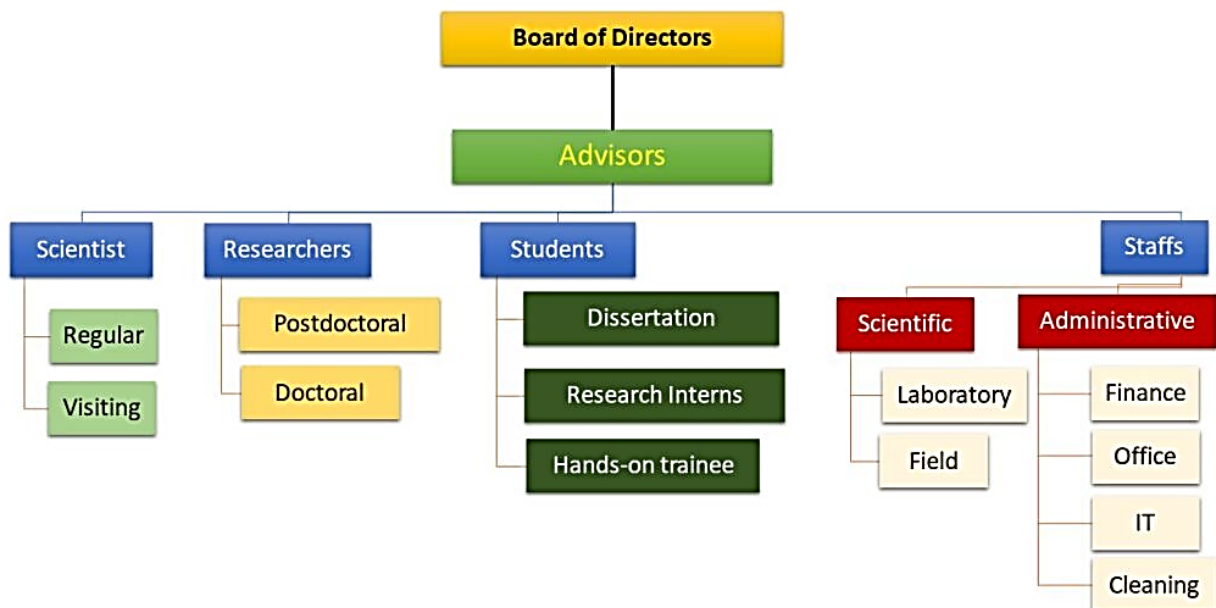 Board of Directors
Advisors
Scientist
Regular
Visiting
Researchers
Postdoctoral
Doctoral
Students
Dissertation
Research Interns
Hands-on trainee
Staffs
Scientific
Laboratory
Field
Administrative
Finance
Office
IT
Cleaning